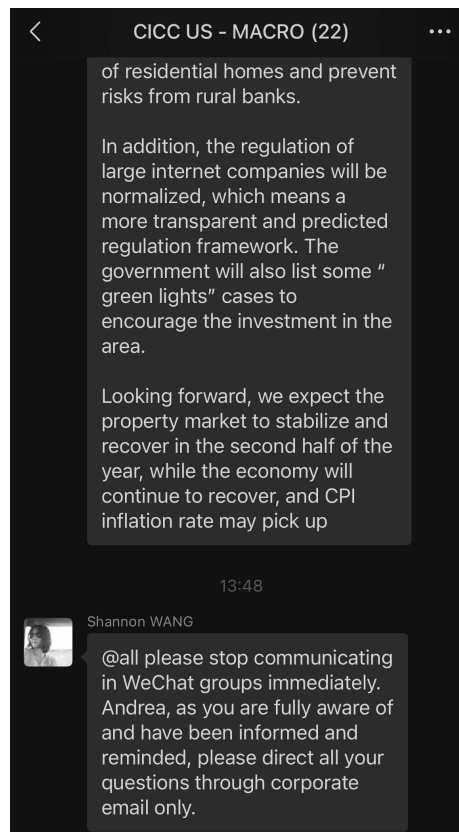 CICC US - MACRO (22)
of residential homes and prevent
risks from rural banks.
In addition, the regulation of
large internet companies will be
normalized, which means a
more transparent and predicted
regulation framework. The
government will also list some “
green lights” cases to
encourage the investment in the
area.
Looking forward, we expect the
property market to stabilize and
recover in the second half of the
year, while the economy will
continue to recover, and CPI
inflation rate may pick up
13:48
Shannon WANG
@all please stop communicating
in WeChat groups immediately.
Andrea, as you are fully aware of
and have been informed and
reminded, please direct all your
questions through corporate
email only.